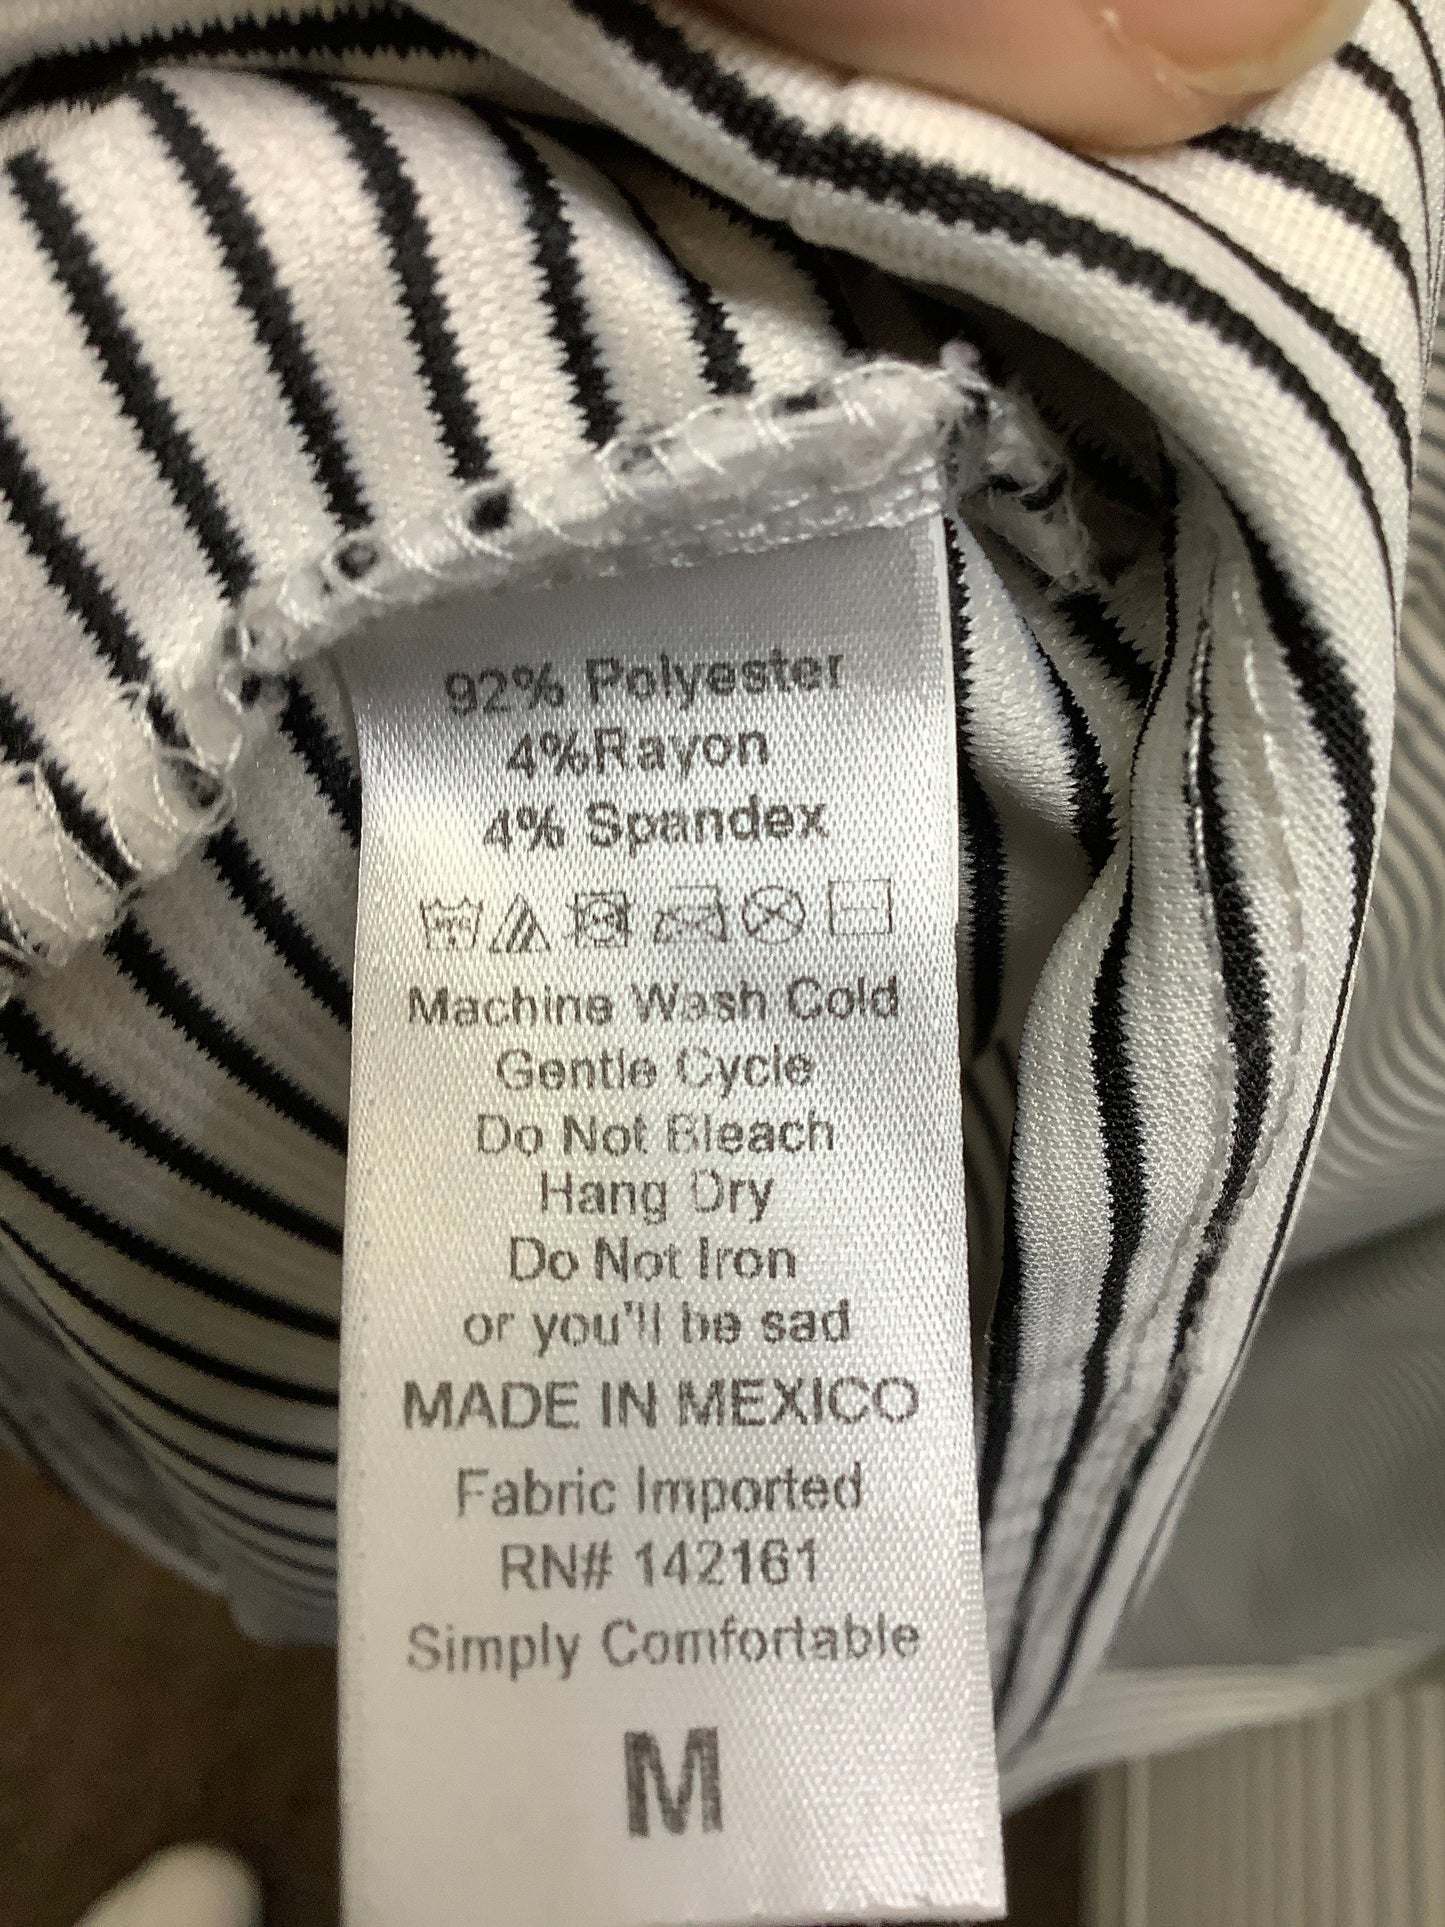 92% Polyester
4%Rayon
4% Spandex
Machine Wash Cold
Gentle Cycle
Do Not Bleach
Hang Dry
Do Not Iron
or you'll be sad
MADE IN MEXICO
Fabric Imported
RN# 142161
Simply Comfortable
M